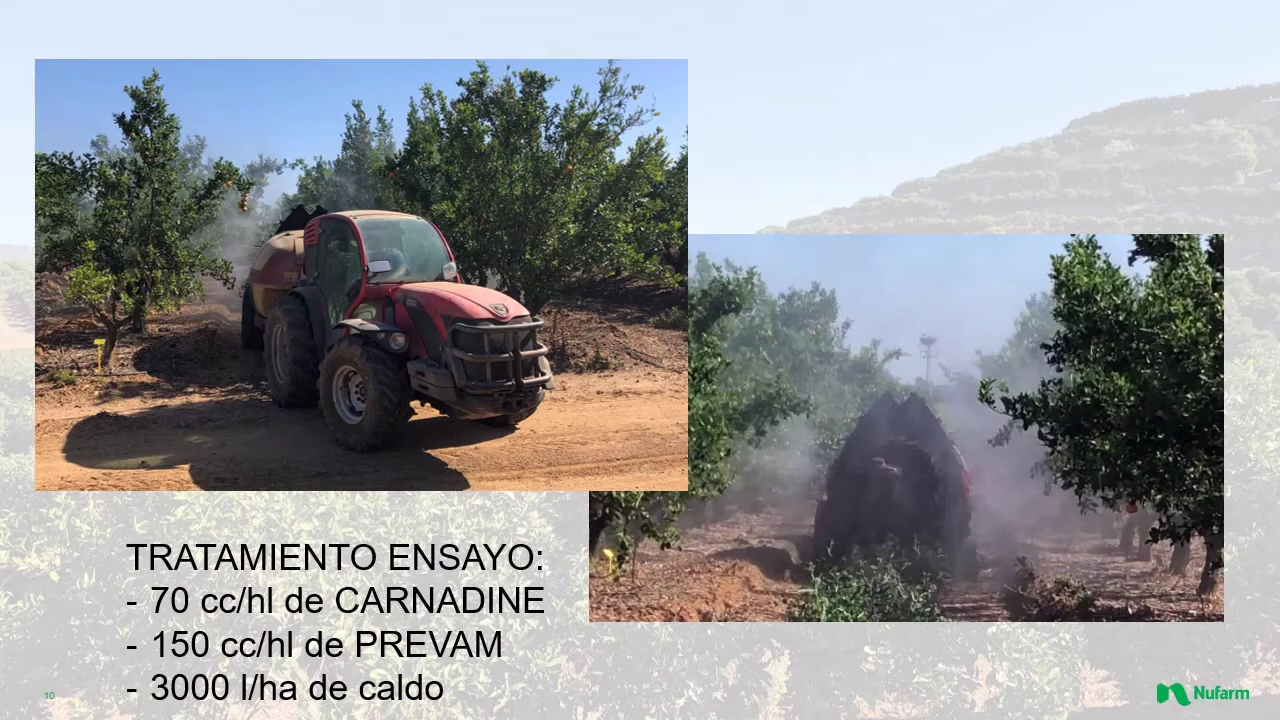 TRATAMIENTO ENSAYO:
- 70 cc/hl de CARNADINE
- 150 cc/hl de PREVAM
- 3000 l/ha de caldo
10
Nufarm